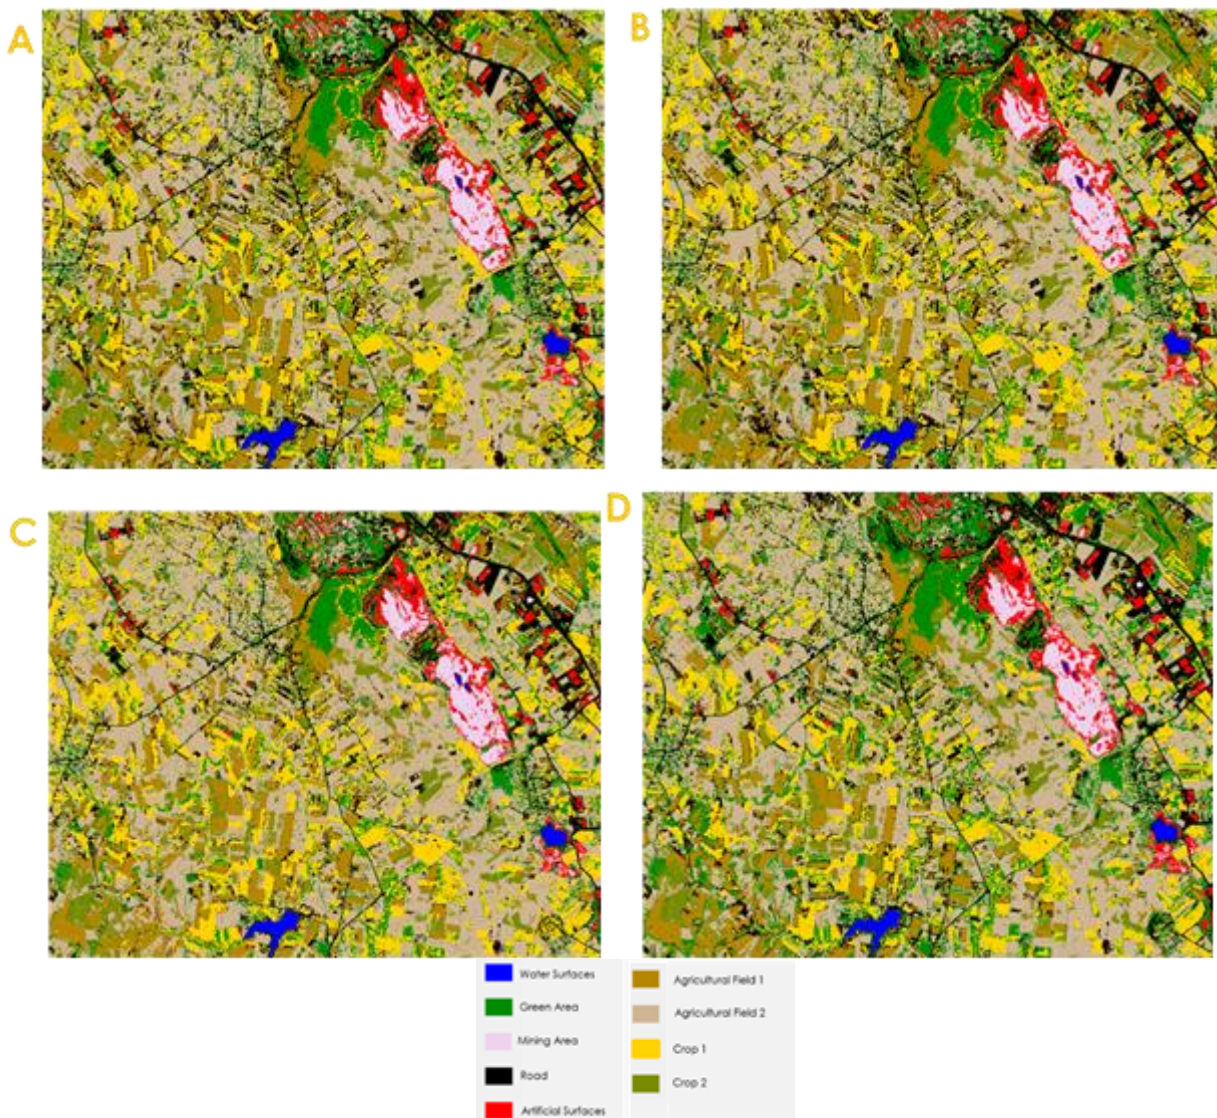 A
B
C
D
Water Surfaces
Green Area
Mining Area
Road
Artificial Surfaces
Agricultural Field 1
Agricultural Field 2
Crop 1
Crop 2